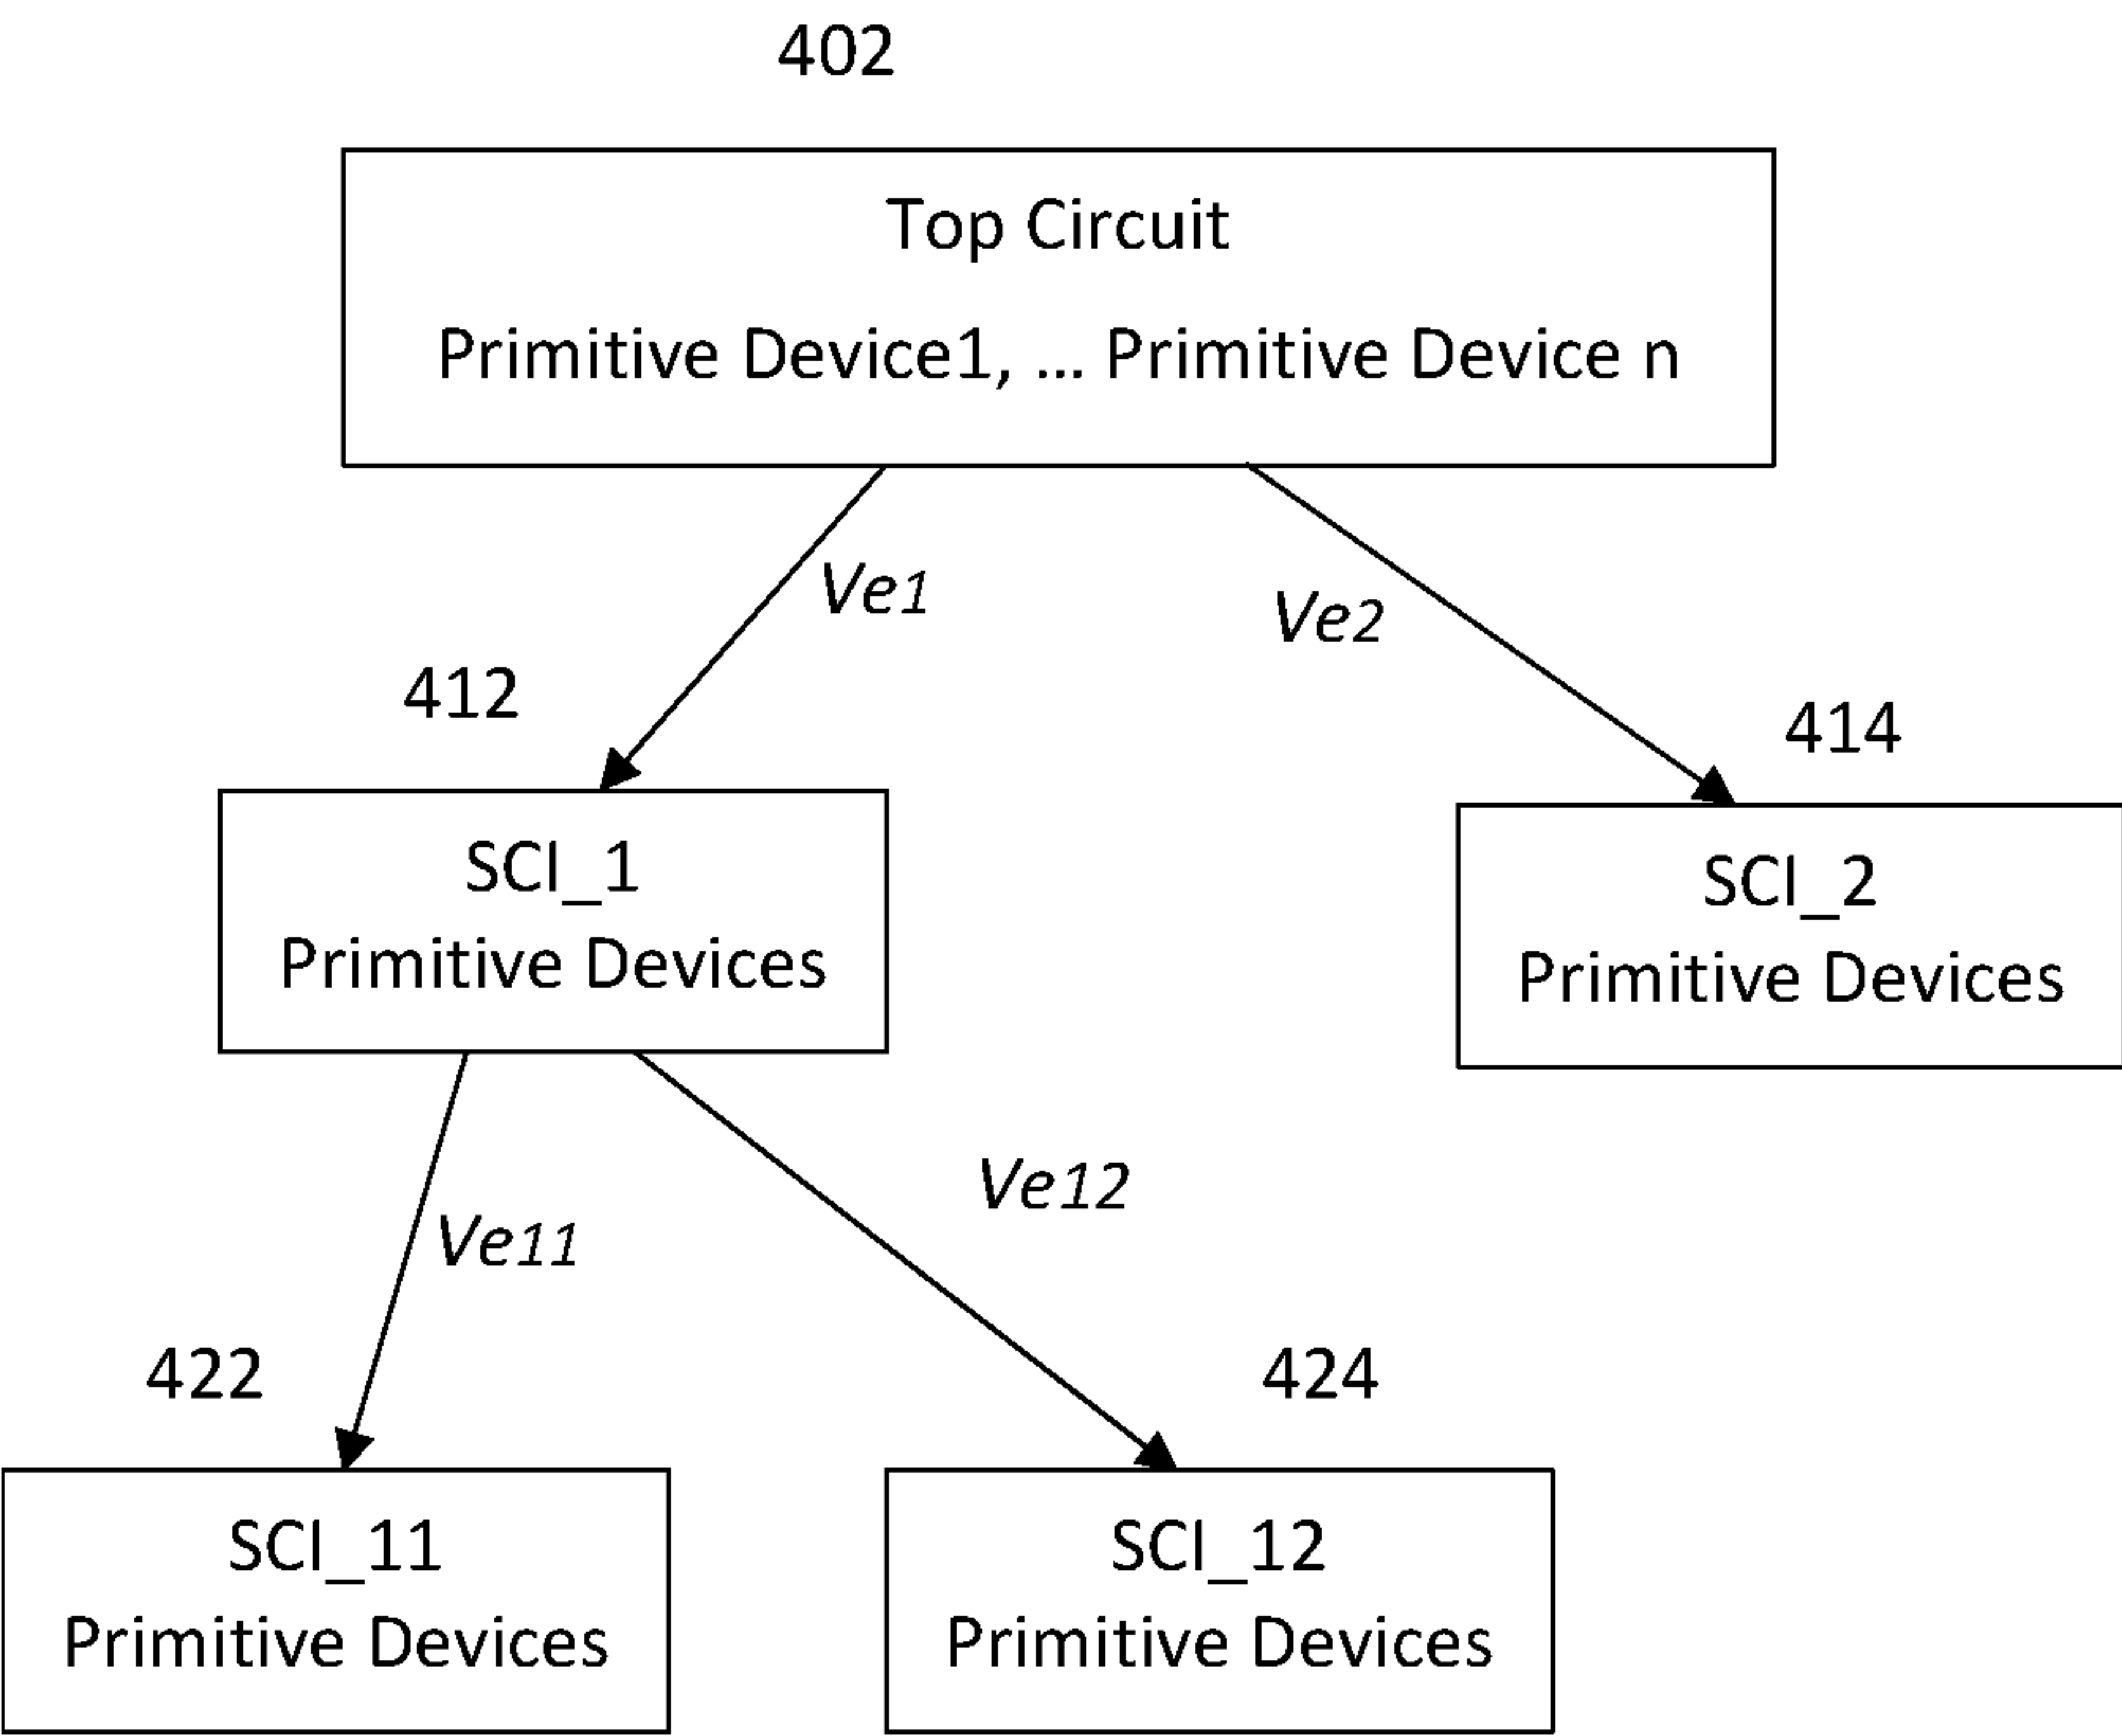 402
Top Circuit
Primitive Device1, ... Primitive Device n
Ve1
Ve2
412
414
SCI_1
Primitive Devices
SCI_2
Primitive Devices
Ve11
Ve12
422
424
SCI_11
Primitive Devices
SCI_12
Primitive Devices